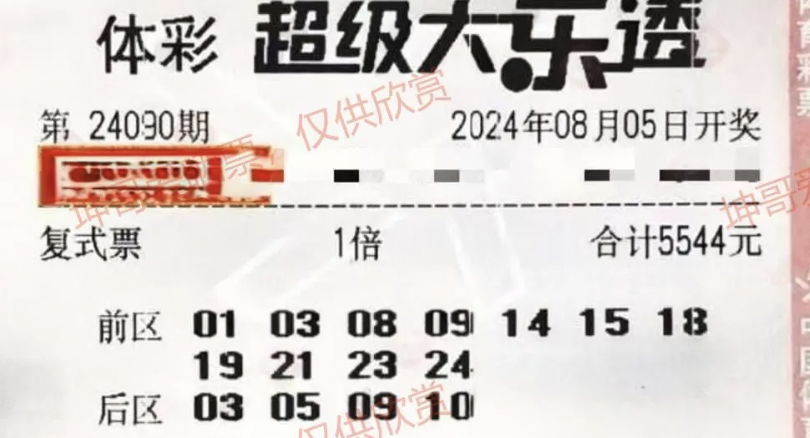 体彩 超级大乐透
第 24090期 2024年08月05日开奖
仅供欣赏
复式票 1倍 合计5544元
前区 01 03 08 09 14 15 18
19 21 23 24
后区 03 05 09 10
仅供欣赏
坤哥爱